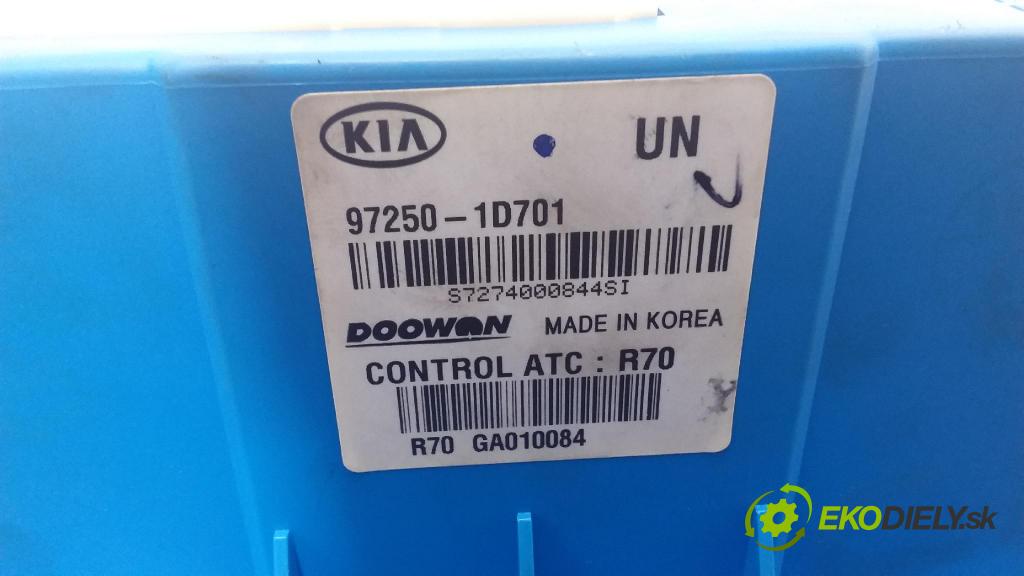 KIA
UN
97250-1D701
S7274000844SI
DOOWON MADE IN KOREA
CONTROL ATC : R70
R70 GA010084
EKODIELY.sk